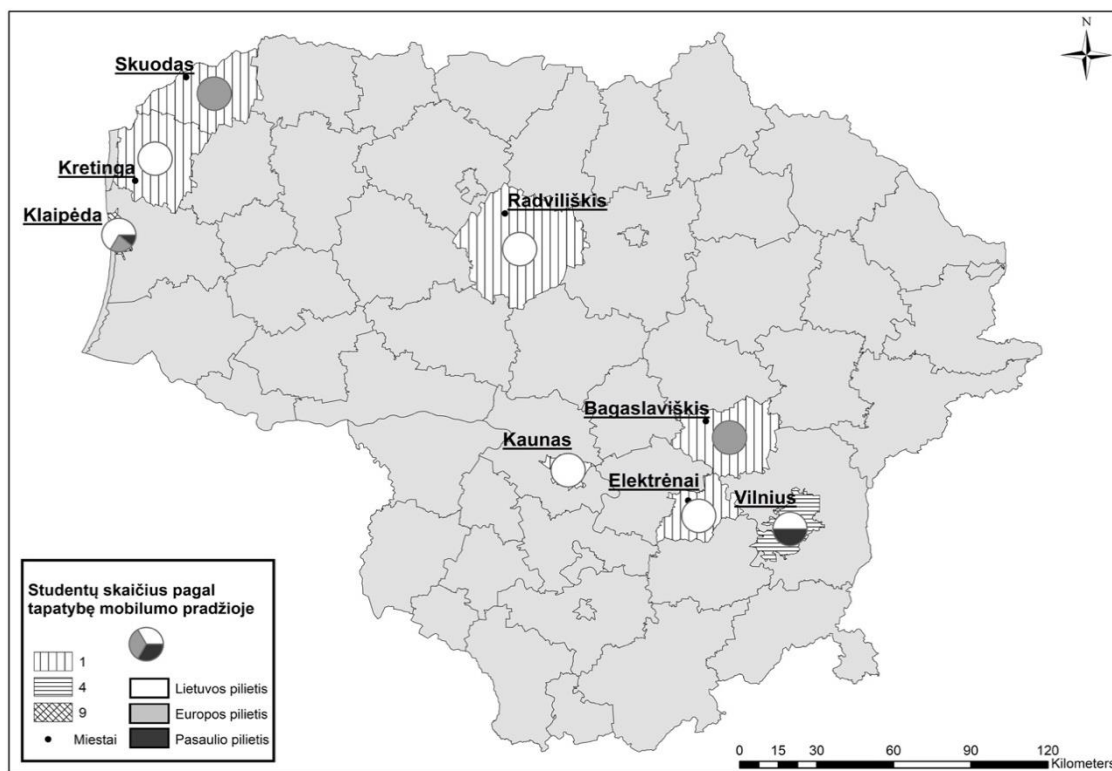 N
Skuodas
Kretinga
Klaipėda
Radviliškis
Bagaslaviškis
Kaunas
Elektrėnai
Vilnius
Studentų skaičius pagal
tapatybę mobilumo pradžioje
1
4
9
Miestai
Lietuvos pilietis
Europos pilietis
Pasaulio pilietis
0 15 30 60 90 120
Kilometers